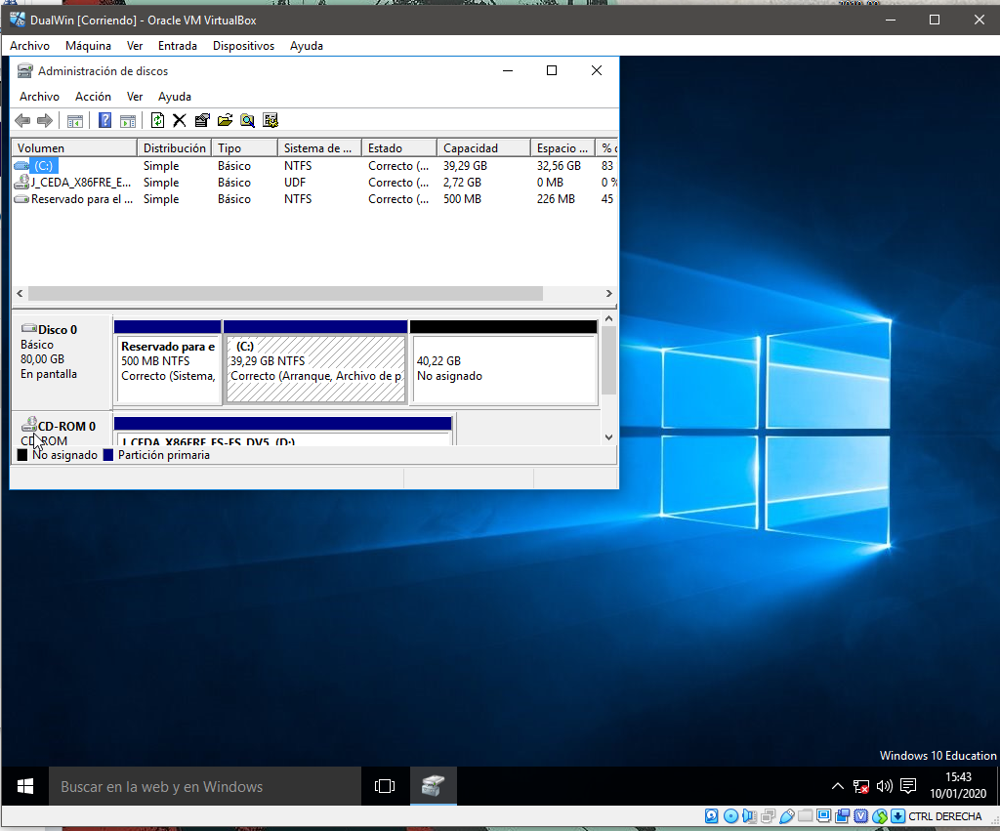 DualWin [Corriendo] - Oracle VM VirtualBox
Archivo Máquina Ver Entrada Dispositivos Ayuda
Administración de discos
Archivo Acción Ver Ayuda
Volumen Distribución Tipo Sistema de ... Estado Capacidad Espacio ... %
(C:) Simple Básico NTFS Correcto (... 39,29 GB 32,56 GB 83
J_CEDA_X86FRE_E... Simple Básico UDF Correcto (... 2,72 GB 0 MB 0 %
Reservado para el ... Simple Básico NTFS Correcto (... 500 MB 226 MB 45
Disco 0
Básico
80,00 GB
En pantalla
Reservado para e
500 MB NTFS
Correcto (Sistema,
(C:)
39,29 GB NTFS
Correcto (Arranque, Archivo de p
40,22 GB
No asignado
CD-ROM 0
CD-ROM
J_CEDA_X86FRE_ES-ES_DV5 (D:)
No asignado Partición primaria
Windows 10 Education
Buscar en la web y en Windows
15:43
10/01/2020
CTRL DERECHA